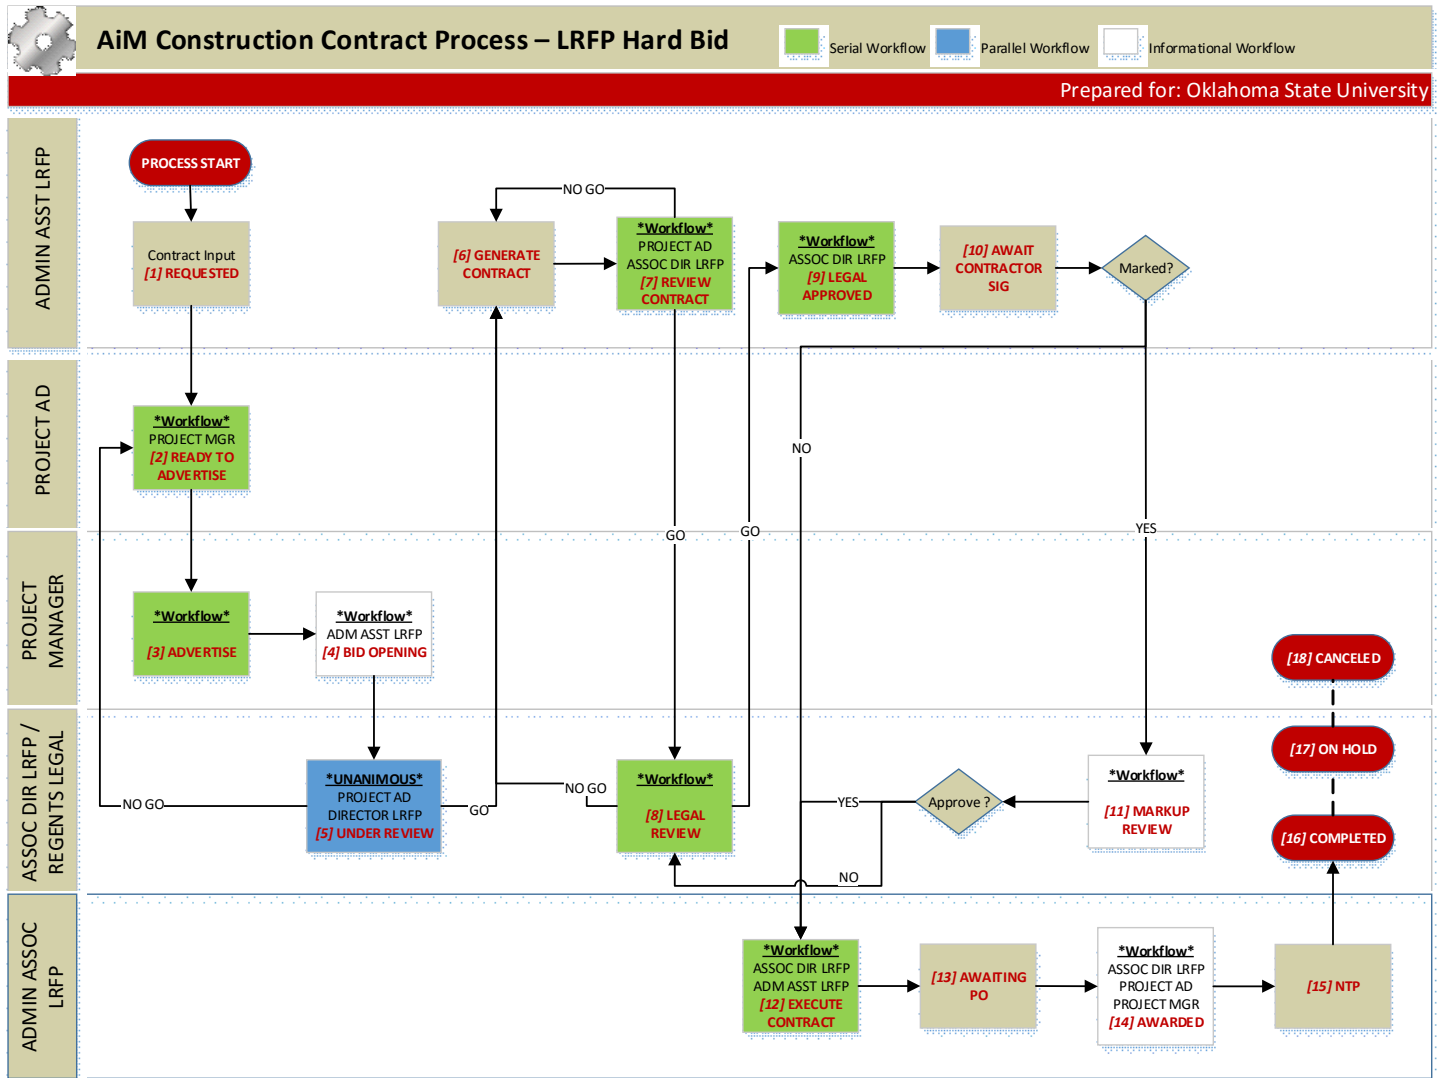 AiM Construction Contract Process – LRFP Hard Bid
Serial Workflow
Parallel Workflow
Informational Workflow
Prepared for: Oklahoma State University
ADMIN ASST LRFP
PROCESS START
Contract Input
[1] REQUESTED
NO GO
[6] GENERATE
CONTRACT
*Workflow*
PROJECT AD
ASSOC DIR LRFP
[7] REVIEW
CONTRACT
*Workflow*
ASSOC DIR LRFP
[9] LEGAL
APPROVED
[10] AWAIT
CONTRACTOR
SIG
Marked?
PROJECT AD
*Workflow*
PROJECT MGR
[2] READY TO
ADVERTISE
NO
GO
GO
YES
PROJECT
MANAGER
*Workflow*
[3] ADVERTISE
*Workflow*
ADM ASST LRFP
[4] BID OPENING
[18] CANCELED
ASSOC DIR LRFP /
REGENTS LEGAL
NO GO
*UNANIMOUS*
PROJECT AD
DIRECTOR LRFP
[5] UNDER REVIEW
GO
NO GO
*Workflow*
[8] LEGAL
REVIEW
YES
NO
Approve ?
*Workflow*
[11] MARKUP
REVIEW
[17] ON HOLD
[16] COMPLETED
ADMIN ASSOC
LRFP
*Workflow*
ASSOC DIR LRFP
ADM ASST LRFP
[12] EXECUTE
CONTRACT
[13] AWAITING
PO
*Workflow*
ASSOC DIR LRFP
PROJECT AD
PROJECT MGR
[14] AWARDED
[15] NTP